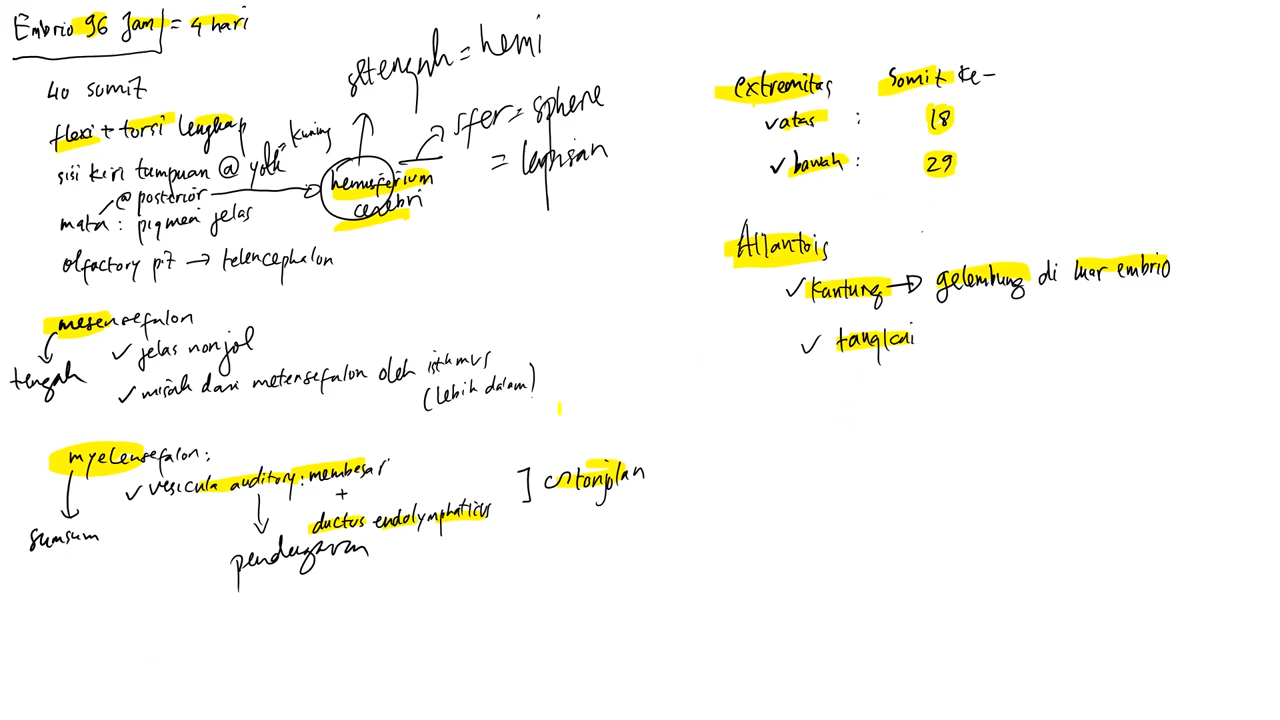 Embrio 96 Jam = 4 hari
40 somit
flexi + torsi lengkap
sisi kiri tumpuan @ yolk = kuning
@ posterior
mata : pigmen jelas
olfactory pz → telencephalon
setengah = hemi
sfer = sphere
= lapisan
hemisferium
cerebri
mesensefalon
tengah
✓ jelas nonjol
✓ misah dari metensefalon oleh isthmus
(lebih dalam)
myelensefalon:
sumsum
✓ vesicula auditory : membesar
+
ductus endolymphaticus
] tonjolan
pendengaran
extremitas somit ke-
✓ atas : 18
✓ bawah : 29
Allantois
✓ kantung → gelembung di luar embrio
✓ tangkai